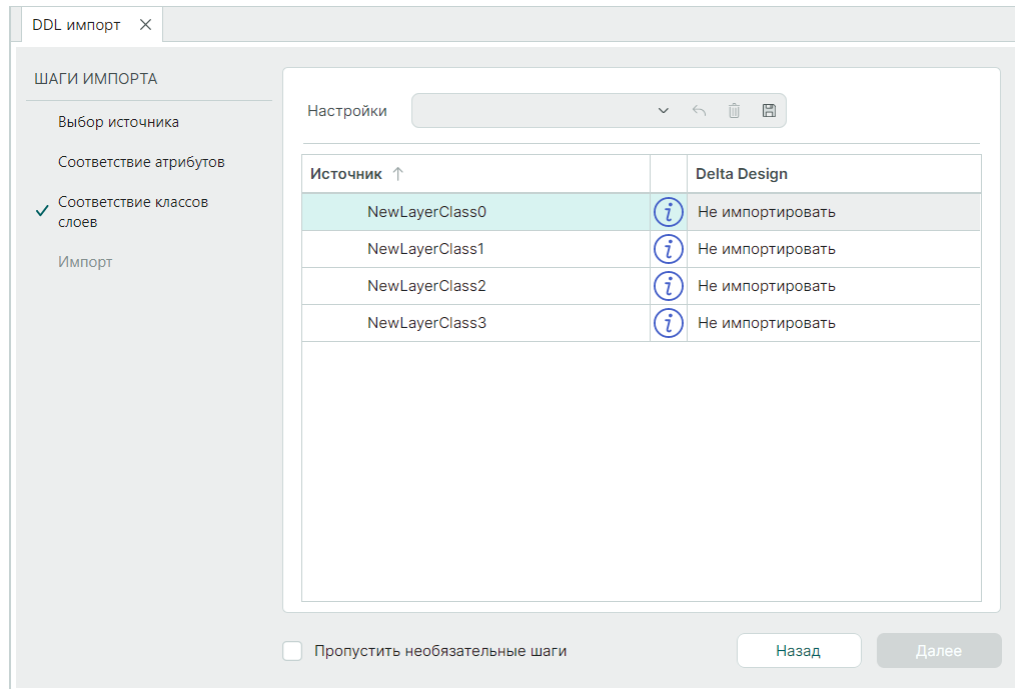 DDL импорт
ШАГИ ИМПОРТА
Выбор источника
Соответствие атрибутов
Соответствие классов
слоев
Импорт
Настройки
Источник
Delta Design
NewLayerClass0
Не импортировать
NewLayerClass1
Не импортировать
NewLayerClass2
Не импортировать
NewLayerClass3
Не импортировать
Пропустить необязательные шаги
Назад
Далее